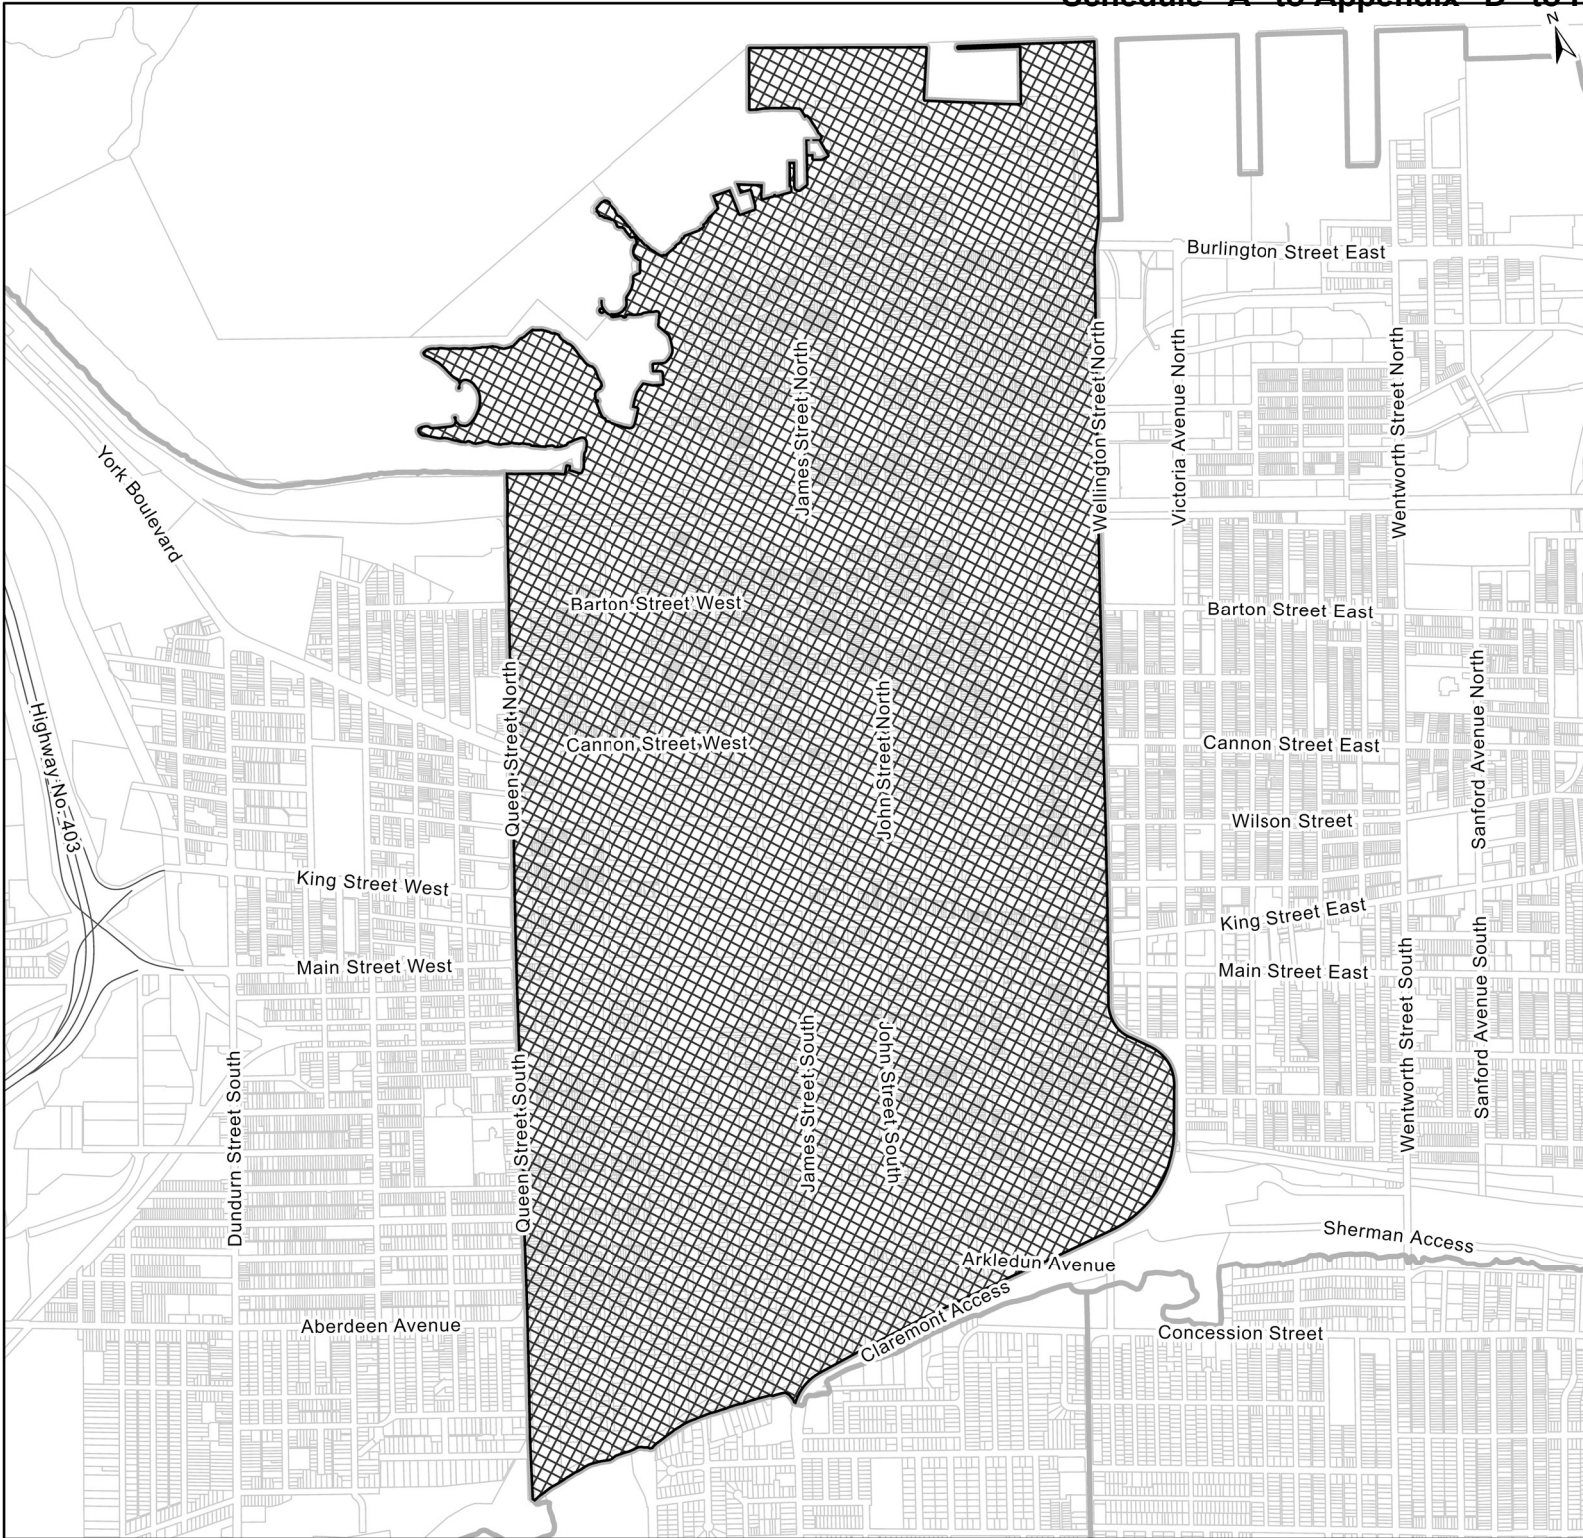 Schedule "A" to Appendix "D" to
N
Burlington Street East
James Street North
Wellington Street North
Victoria Avenue North
Wentworth Street North
York Boulevard
Barton Street West
Barton Street East
Queen Street North
Highway No. 403
Cannon Street West
John Street North
Cannon Street East
Sanford Avenue North
Wilson Street
King Street West
King Street East
Main Street West
Main Street East
Dundurn Street South
Queen Street South
James Street South
John Street South
Wentworth Street South
Sanford Avenue South
Sherman Access
Arkledun Avenue
Claremont Access
Aberdeen Avenue
Concession Street